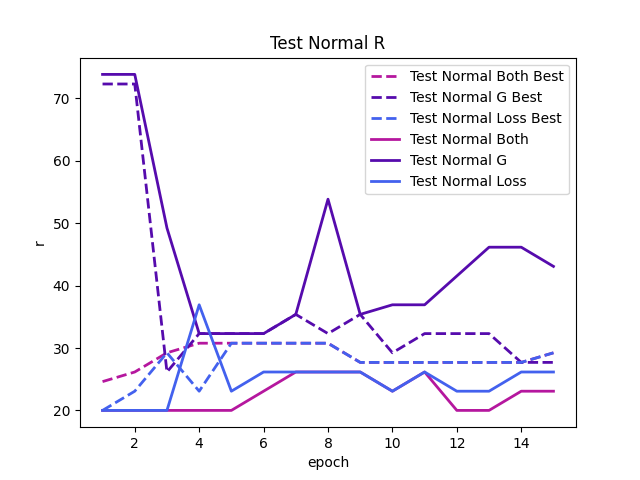 Test Normal R
Test Normal Both Best
Test Normal G Best
Test Normal Loss Best
Test Normal Both
Test Normal G
Test Normal Loss
r
70
60
50
40
30
20
2 4 6 8 10 12 14
epoch